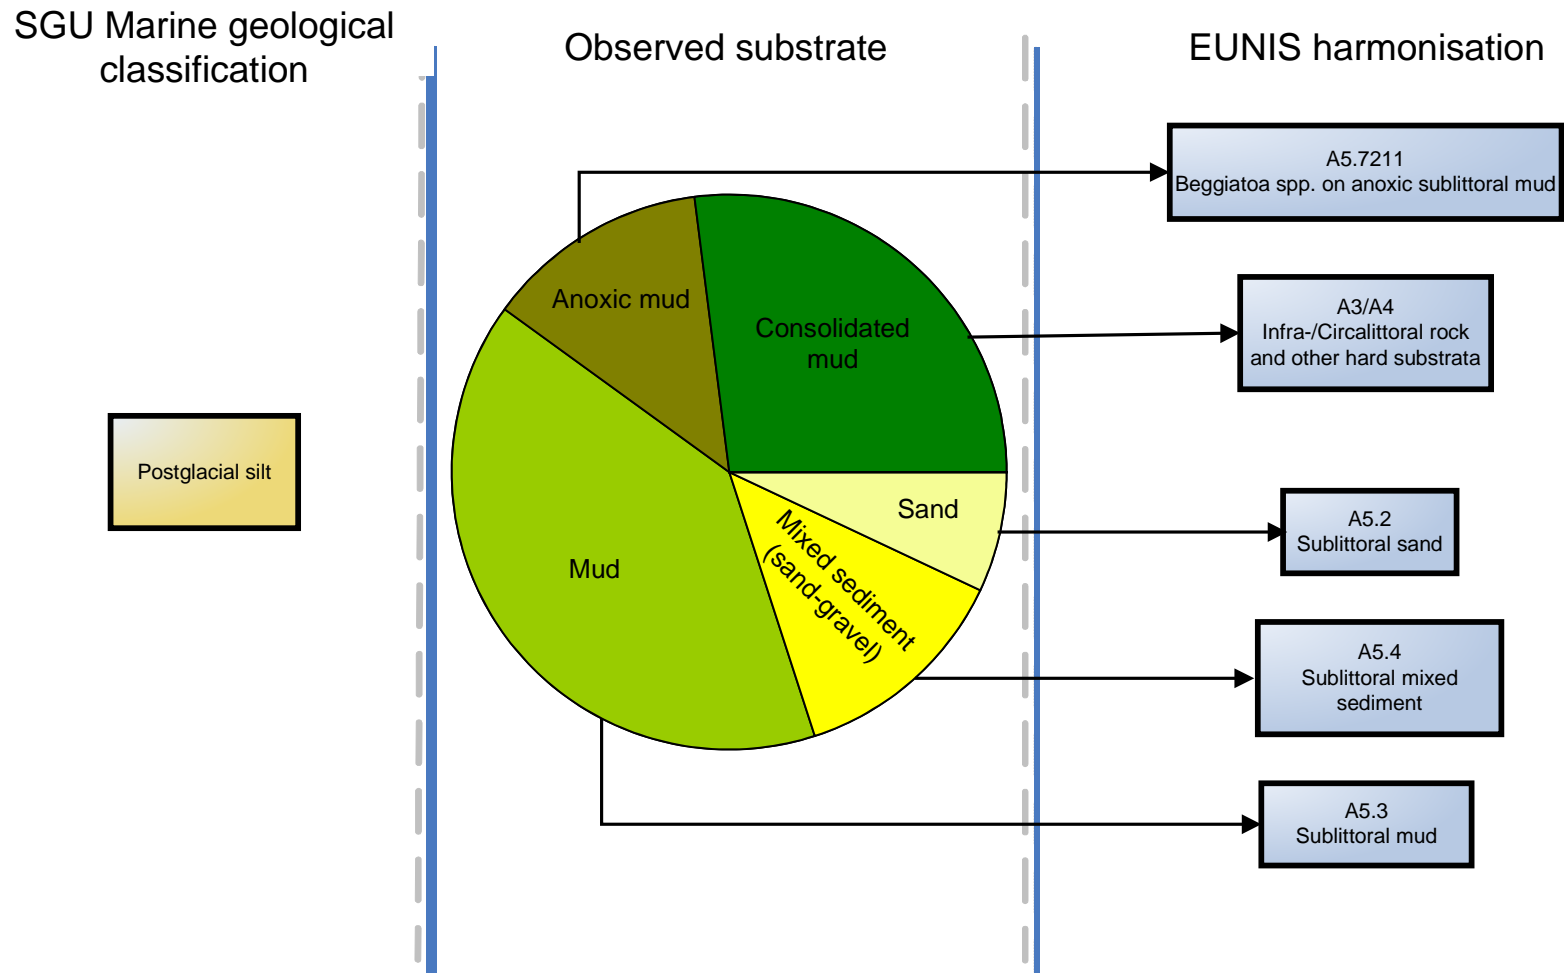 SGU Marine geological
classification
Observed substrate
EUNIS harmonisation
A5.7211
Beggiatoa spp. on anoxic sublittoral mud
Anoxic mud
Consolidated
mud
A3/A4
Infra-/Circalittoral rock
and other hard substrata
Postglacial silt
Sand
A5.2
Sublittoral sand
Mud
Mixed sediment
(sand-gravel)
A5.4
Sublittoral mixed
sediment
A5.3
Sublittoral mud